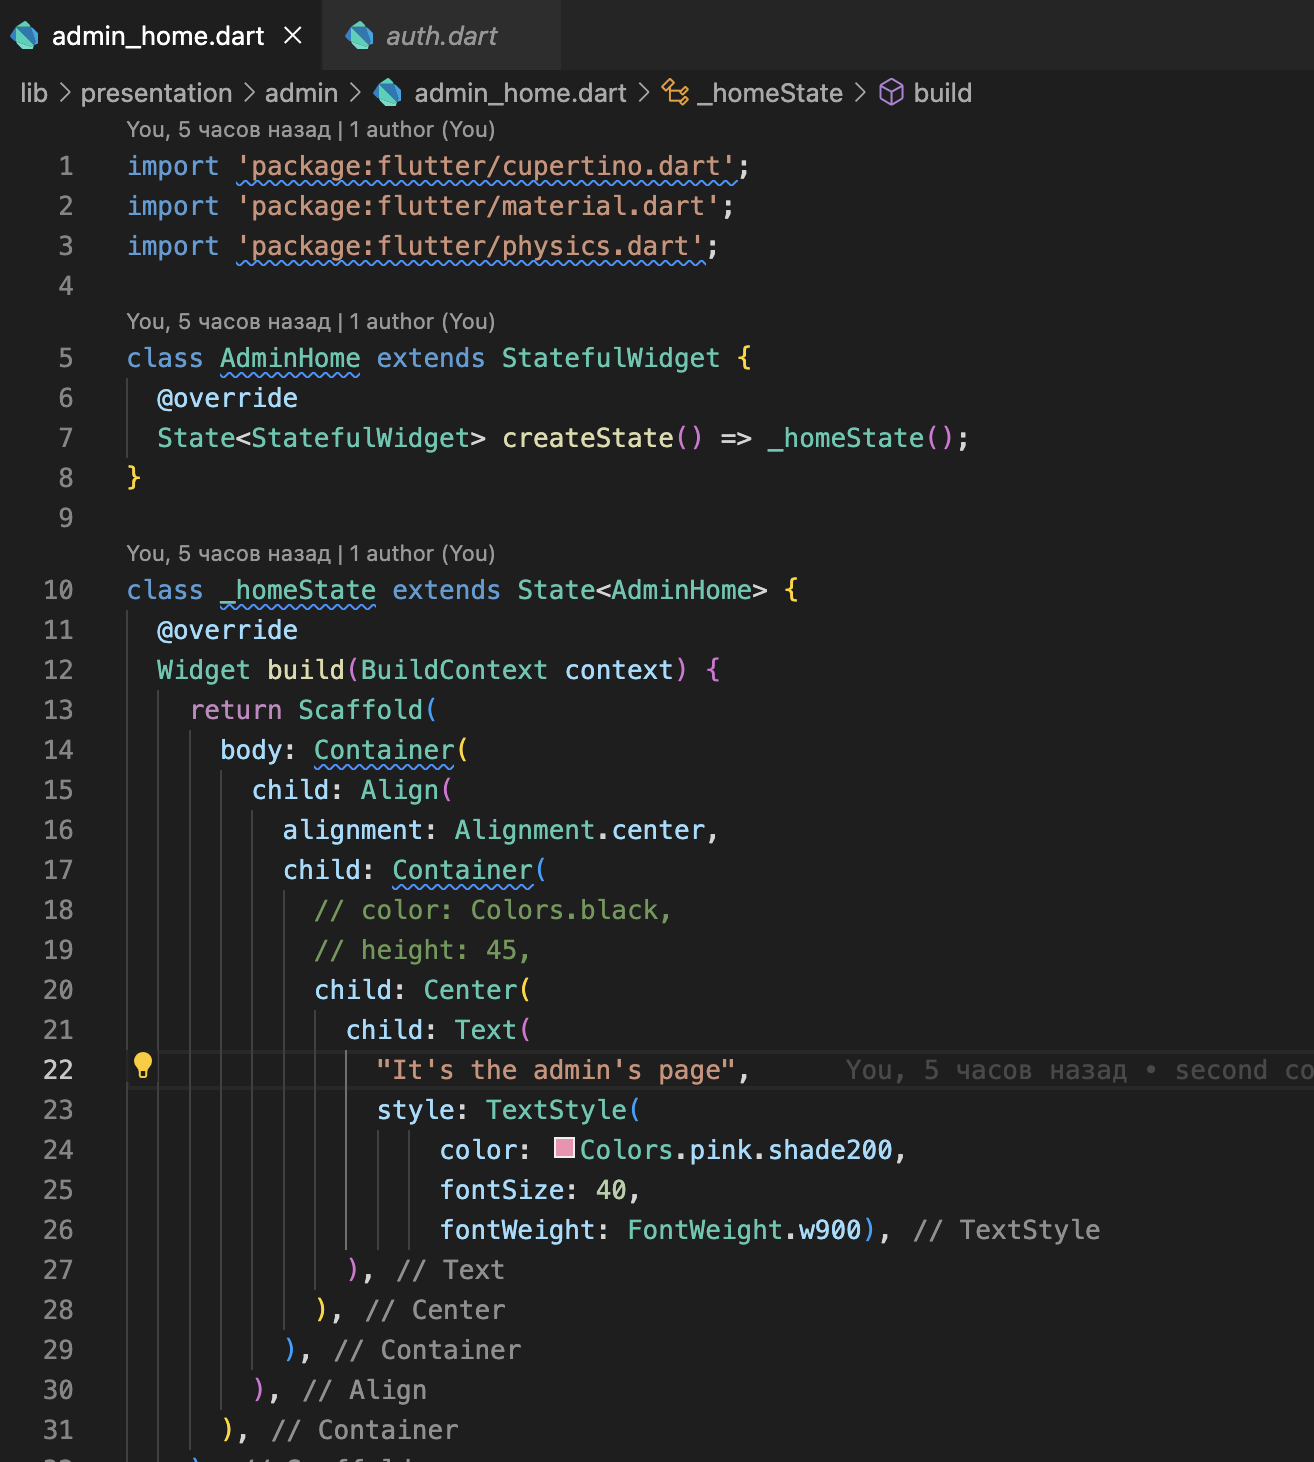 admin_home.dart auth.dart
lib presentation admin admin_home.dart _homeState build
You, 5 часов назад | 1 author (You)
1 import 'package:flutter/cupertino.dart';
2 import 'package:flutter/material.dart';
3 import 'package:flutter/physics.dart';
4
You, 5 часов назад | 1 author (You)
5 class AdminHome extends StatefulWidget {
6 @override
7 State<StatefulWidget> createState() => _homeState();
8 }
9
You, 5 часов назад | 1 author (You)
10 class _homeState extends State<AdminHome> {
11 @override
12 Widget build(BuildContext context) {
13 return Scaffold(
14 body: Container(
15 child: Align(
16 alignment: Alignment.center,
17 child: Container(
18 // color: Colors.black,
19 // height: 45,
20 child: Center(
21 child: Text(
22 "It's the admin's page", You, 5 часов назад • second co
23 style: TextStyle(
24 color: Colors.pink.shade200,
25 fontSize: 40,
26 fontWeight: FontWeight.w900), // TextStyle
27 ), // Text
28 ), // Center
29 ), // Container
30 ), // Align
31 ), // Container